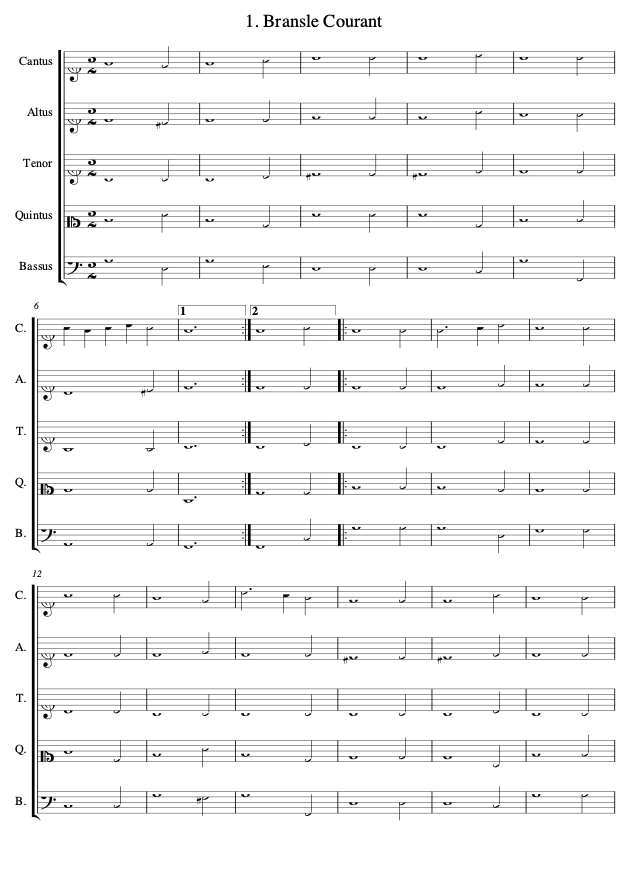 1. Bransle Courant
Cantus
Altus
Tenor
Quintus
Bassus
6
1
2
C.
A.
T.
Q.
B.
12
C.
A.
T.
Q.
B.